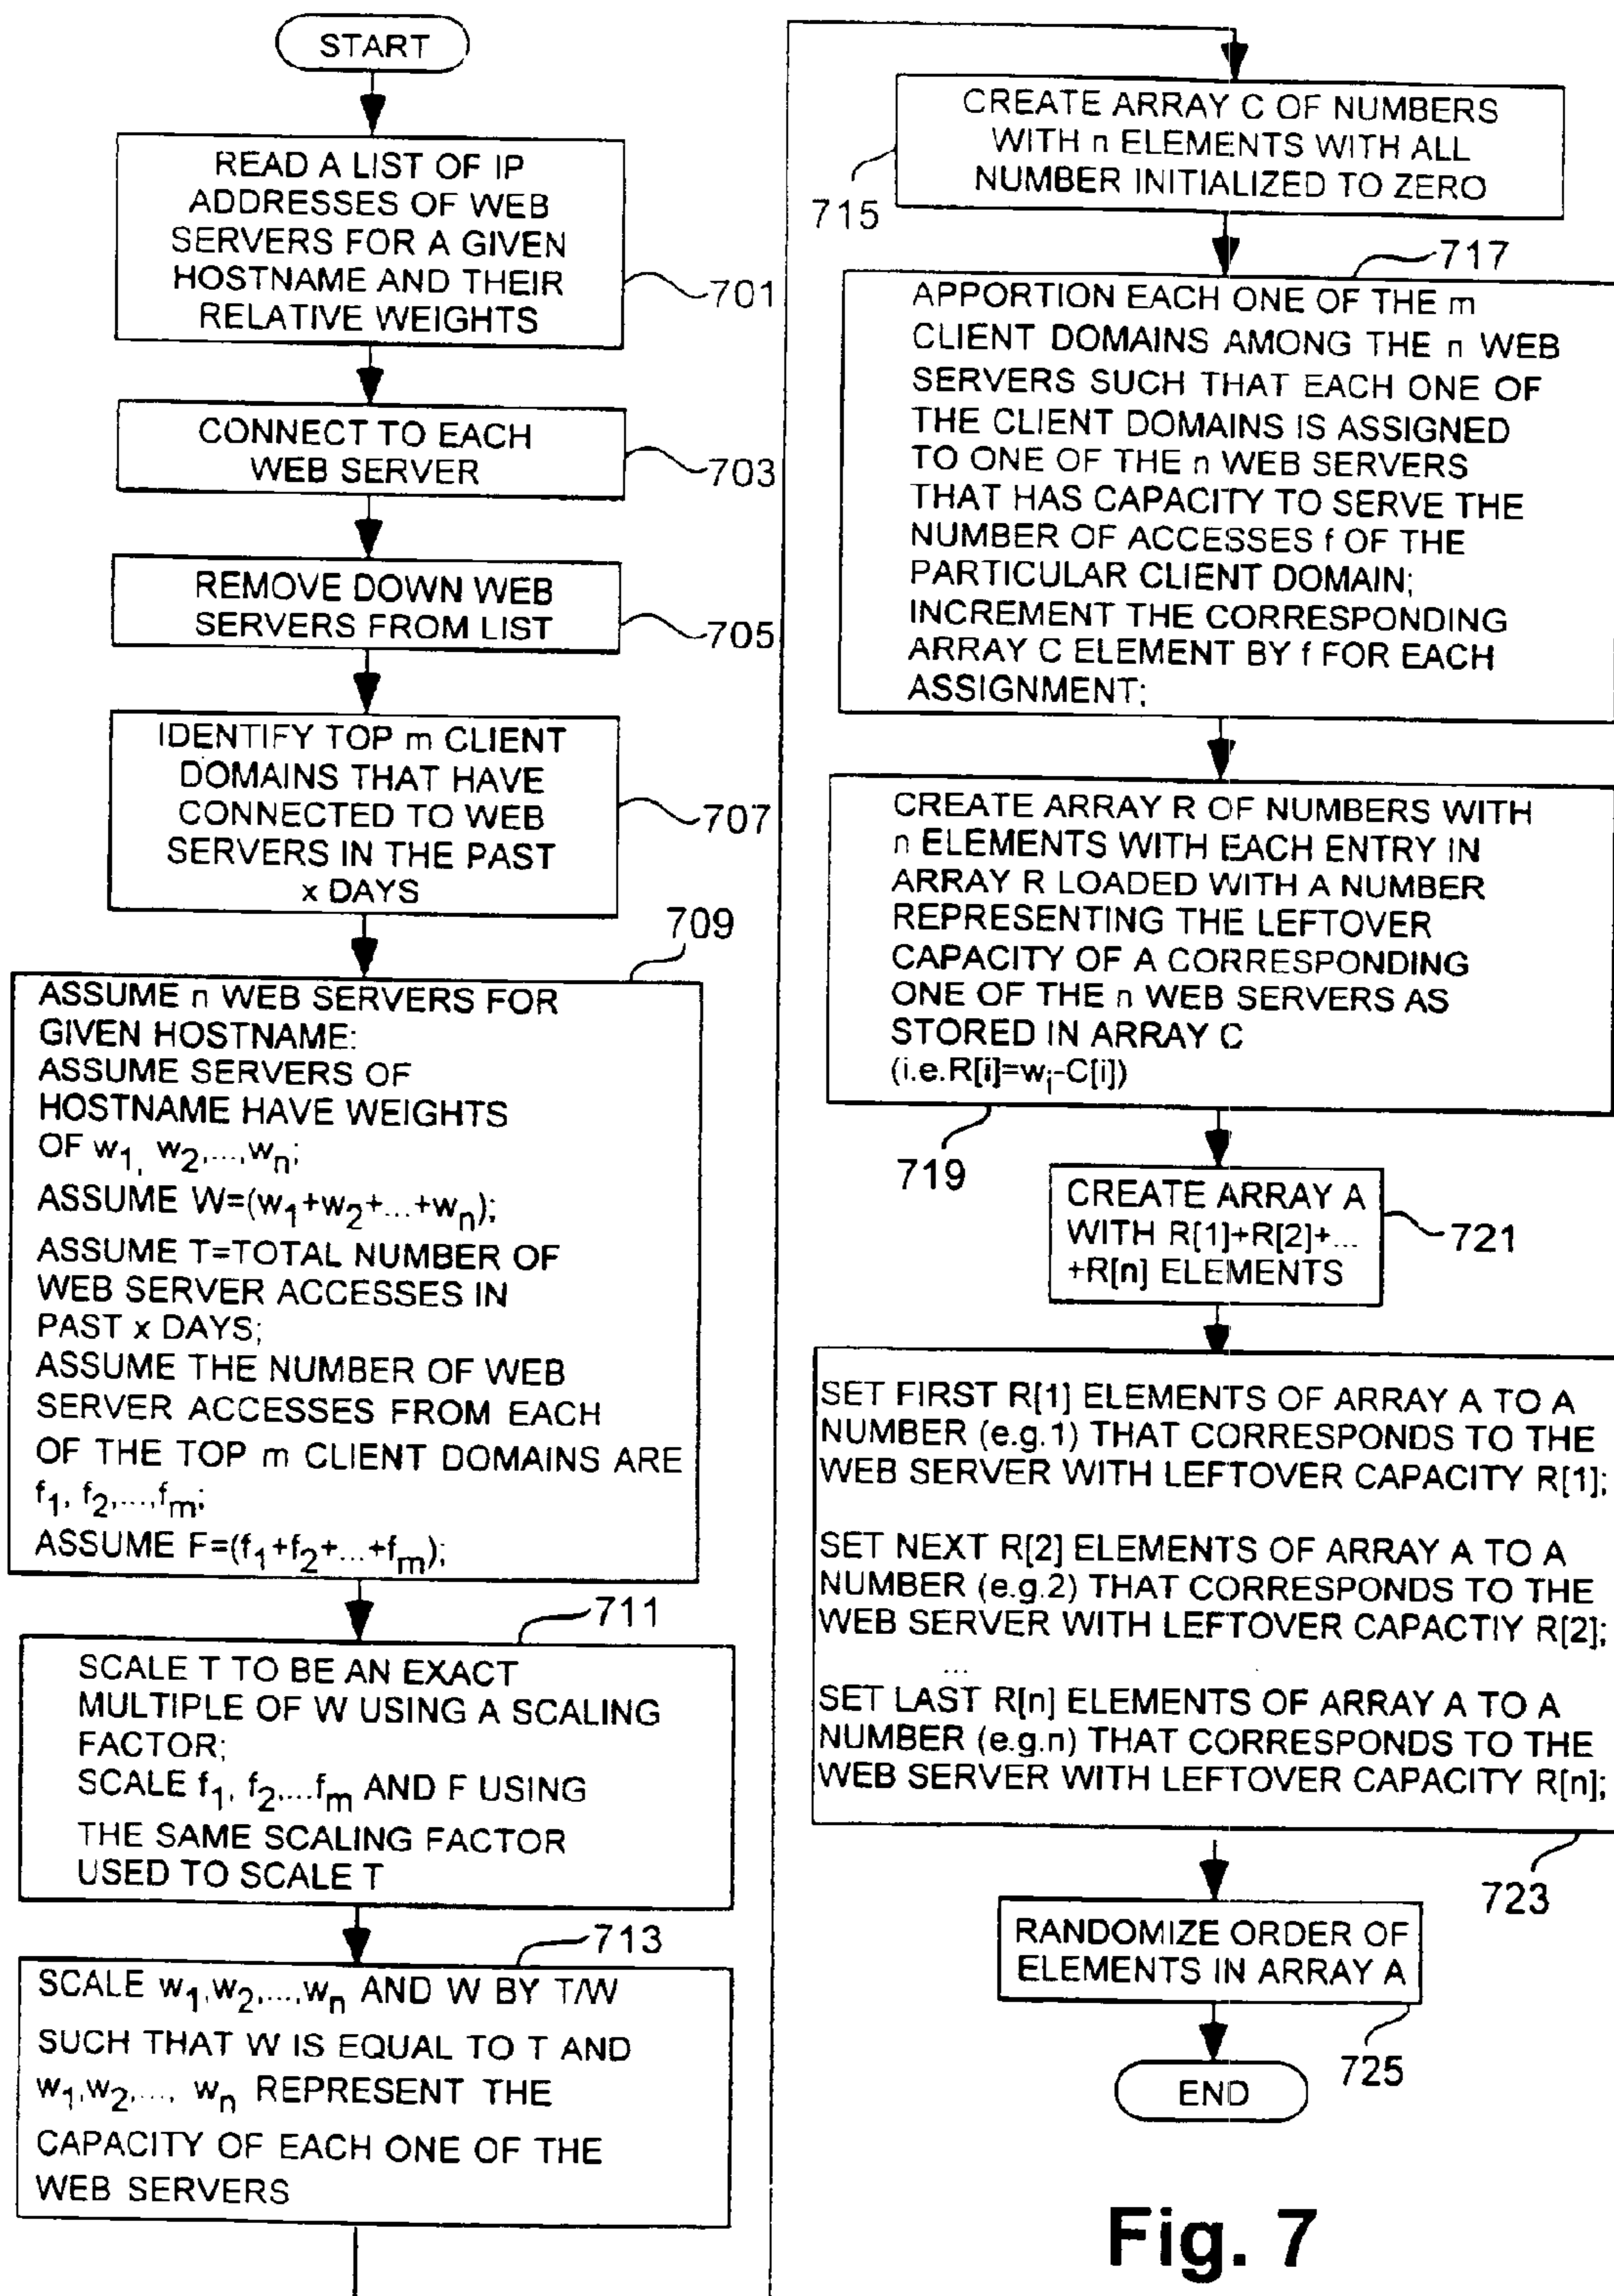 START
READ A LIST OF IP
ADDRESSES OF WEB
SERVERS FOR A GIVEN
HOSTNAME AND THEIR
RELATIVE WEIGHTS
701
CONNECT TO EACH
WEB SERVER
703
REMOVE DOWN WEB
SERVERS FROM LIST
705
IDENTIFY TOP m CLIENT
DOMAINS THAT HAVE
CONNECTED TO WEB
SERVERS IN THE PAST
x DAYS
707
709
ASSUME n WEB SERVERS FOR
GIVEN HOSTNAME:
ASSUME SERVERS OF
HOSTNAME HAVE WEIGHTS
OF w1, w2,...,wn;
ASSUME W=(w1+w2+...+wn);
ASSUME T=TOTAL NUMBER OF
WEB SERVER ACCESSES IN
PAST x DAYS;
ASSUME THE NUMBER OF WEB
SERVER ACCESSES FROM EACH
OF THE TOP m CLIENT DOMAINS ARE
f1, f2,...,fm;
ASSUME F=(f1+f2+...+fm);
711
SCALE T TO BE AN EXACT
MULTIPLE OF W USING A SCALING
FACTOR;
SCALE f1, f2,...fm AND F USING
THE SAME SCALING FACTOR
USED TO SCALE T
713
SCALE w1,w2,...,wn AND W BY T/W
SUCH THAT W IS EQUAL TO T AND
w1,w2,..., wn REPRESENT THE
CAPACITY OF EACH ONE OF THE
WEB SERVERS
CREATE ARRAY C OF NUMBERS
WITH n ELEMENTS WITH ALL
NUMBER INITIALIZED TO ZERO
715
717
APPORTION EACH ONE OF THE m
CLIENT DOMAINS AMONG THE n WEB
SERVERS SUCH THAT EACH ONE OF
THE CLIENT DOMAINS IS ASSIGNED
TO ONE OF THE n WEB SERVERS
THAT HAS CAPACITY TO SERVE THE
NUMBER OF ACCESSES f OF THE
PARTICULAR CLIENT DOMAIN;
INCREMENT THE CORRESPONDING
ARRAY C ELEMENT BY f FOR EACH
ASSIGNMENT;
CREATE ARRAY R OF NUMBERS WITH
n ELEMENTS WITH EACH ENTRY IN
ARRAY R LOADED WITH A NUMBER
REPRESENTING THE LEFTOVER
CAPACITY OF A CORRESPONDING
ONE OF THE n WEB SERVERS AS
STORED IN ARRAY C
(i.e.R[i]=wi-C[i])
719
CREATE ARRAY A
WITH R[1]+R[2]+...
+R[n] ELEMENTS
721
SET FIRST R[1] ELEMENTS OF ARRAY A TO A
NUMBER (e.g.1) THAT CORRESPONDS TO THE
WEB SERVER WITH LEFTOVER CAPACITY R[1];
SET NEXT R[2] ELEMENTS OF ARRAY A TO A
NUMBER (e.g.2) THAT CORRESPONDS TO THE
WEB SERVER WITH LEFTOVER CAPACTIY R[2];
...
SET LAST R[n] ELEMENTS OF ARRAY A TO A
NUMBER (e.g.n) THAT CORRESPONDS TO THE
WEB SERVER WITH LEFTOVER CAPACITY R[n];
723
RANDOMIZE ORDER OF
ELEMENTS IN ARRAY A
725
END
Fig. 7